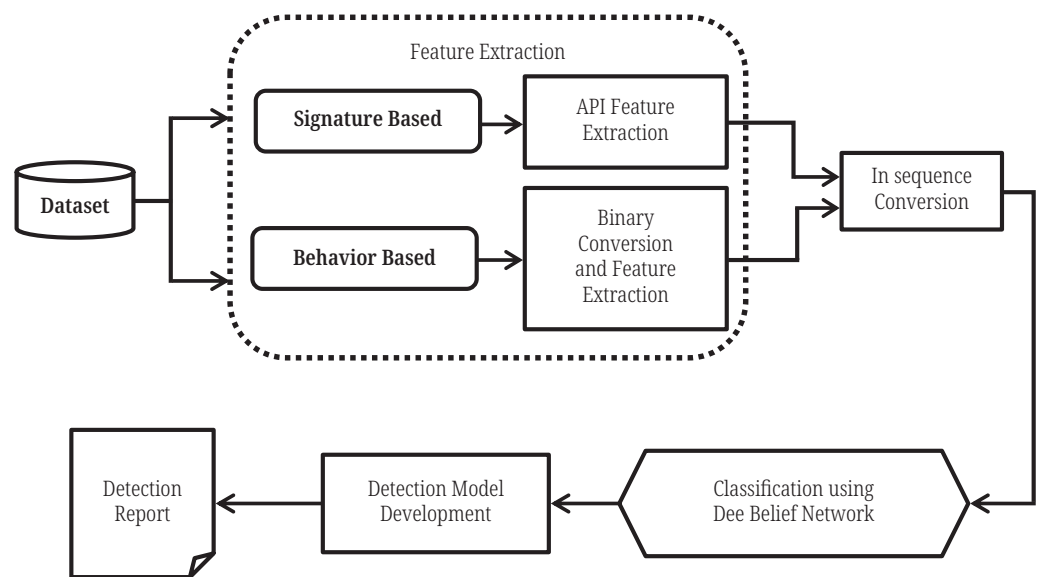 Feature Extraction
Signature Based
API Feature
Extraction
Dataset
Behavior Based
Binary
Conversion
and Feature
Extraction
In sequence
Conversion
Classification using
Dee Belief Network
Detection Model
Development
Detection
Report